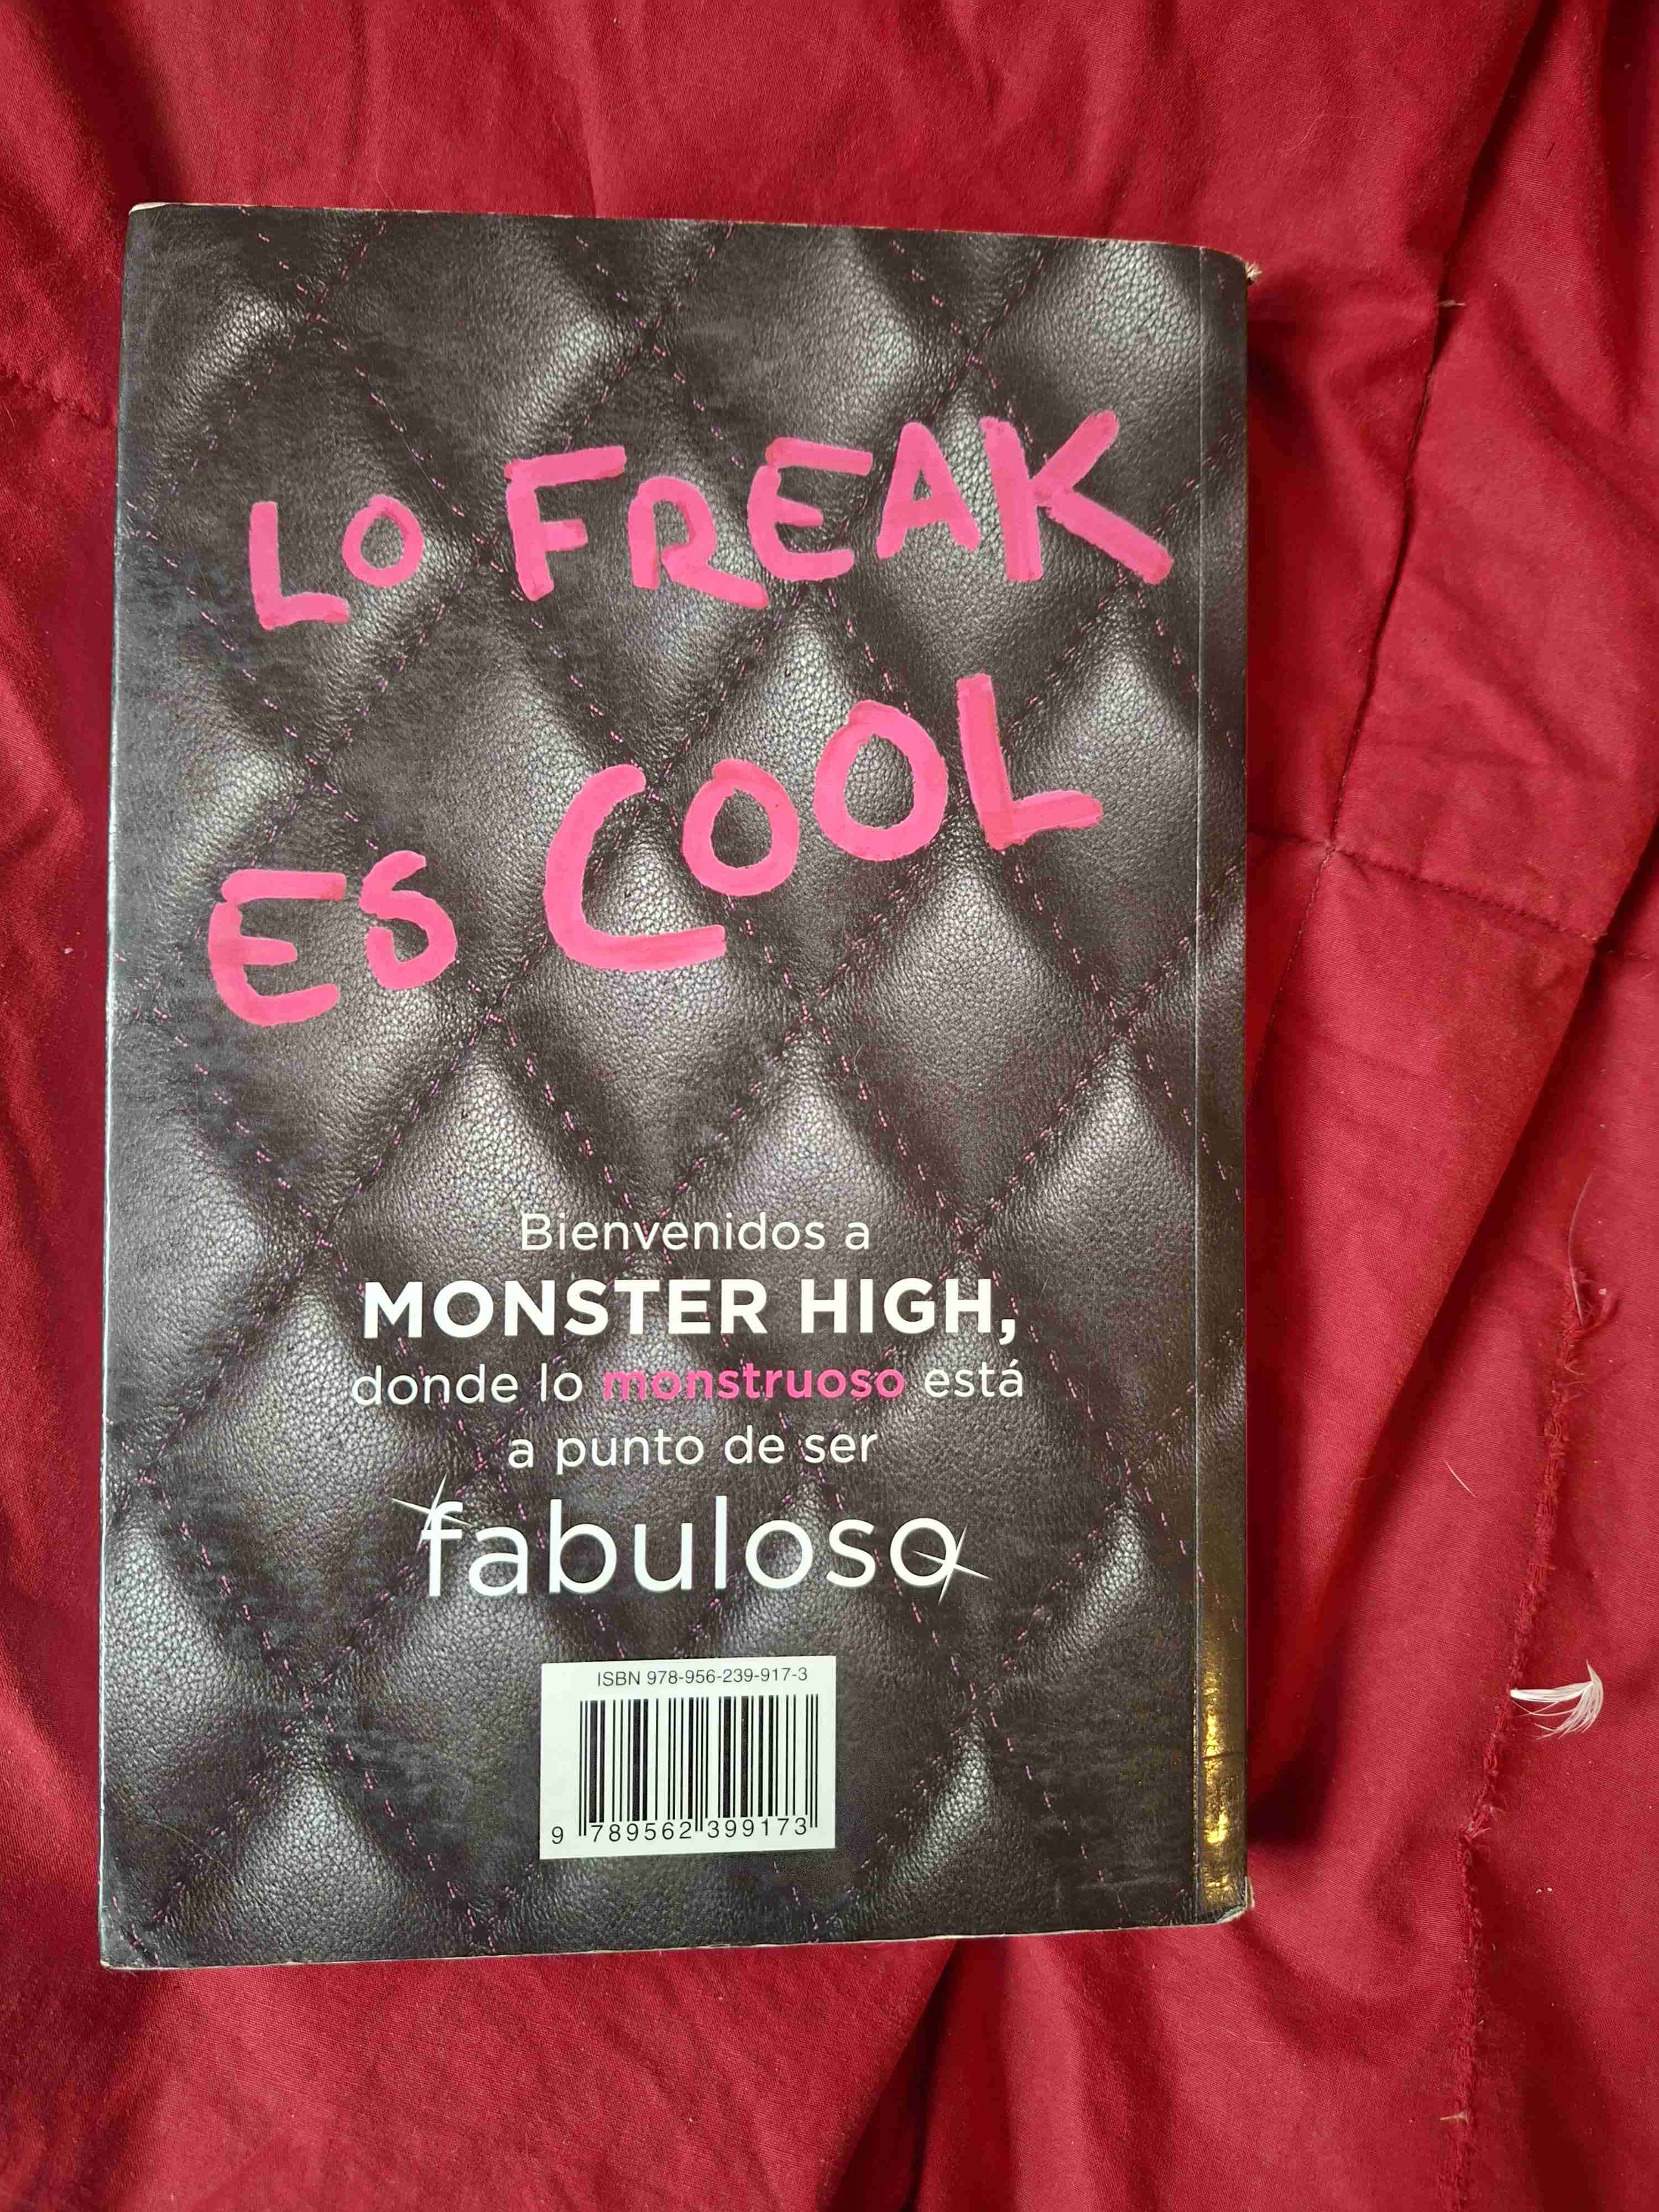 LO FREAK
ES COOL
Bienvenidos a
MONSTER HIGH,
donde lo monstruoso está
a punto de ser
fabuloso
ISBN 978-956-239-917-3
9 789562 399173